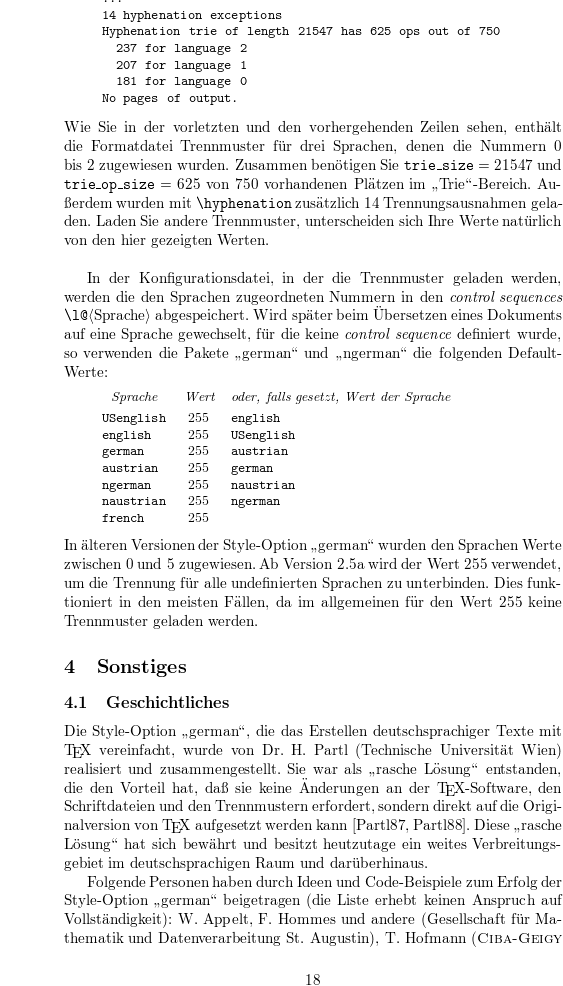 ...
14 hyphenation exceptions
Hyphenation trie of length 21547 has 625 ops out of 750
237 for language 2
207 for language 1
181 for language 0
No pages of output.
Wie Sie in der vorletzten und den vorhergehenden Zeilen sehen, enthält
die Formatdatei Trennmuster für drei Sprachen, denen die Nummern 0
bis 2 zugewiesen wurden. Zusammen benötigen Sie trie_size = 21547 und
trie_op_size = 625 von 750 vorhandenen Plätzen im „Trie“-Bereich. Au-
ßerdem wurden mit \hyphenation zusätzlich 14 Trennungsausnahmen gela-
den. Laden Sie andere Trennmuster, unterscheiden sich Ihre Werte natürlich
von den hier gezeigten Werten.
In der Konfigurationsdatei, in der die Trennmuster geladen werden,
werden die den Sprachen zugeordneten Nummern in den control sequences
\l@⟨Sprache⟩ abgespeichert. Wird später beim Übersetzen eines Dokuments
auf eine Sprache gewechselt, für die keine control sequence definiert wurde,
so verwenden die Pakete „german“ und „ngerman“ die folgenden Default-
Werte:
Sprache Wert oder, falls gesetzt, Wert der Sprache
USenglish 255 english
english 255 USenglish
german 255 austrian
austrian 255 german
ngerman 255 naustrian
naustrian 255 ngerman
french 255
In älteren Versionen der Style-Option „german“ wurden den Sprachen Werte
zwischen 0 und 5 zugewiesen. Ab Version 2.5a wird der Wert 255 verwendet,
um die Trennung für alle undefinierten Sprachen zu unterbinden. Dies funk-
tioniert in den meisten Fällen, da im allgemeinen für den Wert 255 keine
Trennmuster geladen werden.
4 Sonstiges
4.1 Geschichtliches
Die Style-Option „german“, die das Erstellen deutschsprachiger Texte mit
TEX vereinfacht, wurde von Dr. H. Partl (Technische Universität Wien)
realisiert und zusammengestellt. Sie war als „rasche Lösung“ entstanden,
die den Vorteil hat, daß sie keine Änderungen an der TEX-Software, den
Schriftdateien und den Trennmustern erfordert, sondern direkt auf die Origi-
nalversion von TEX aufgesetzt werden kann [Partl87, Partl88]. Diese „rasche
Lösung“ hat sich bewährt und besitzt heutzutage ein weites Verbreitungs-
gebiet im deutschsprachigen Raum und darüberhinaus.
Folgende Personen haben durch Ideen und Code-Beispiele zum Erfolg der
Style-Option „german“ beigetragen (die Liste erhebt keinen Anspruch auf
Vollständigkeit): W. Appelt, F. Hommes und andere (Gesellschaft für Ma-
thematik und Datenverarbeitung St. Augustin), T. Hofmann (CIBA-GEIGY
18